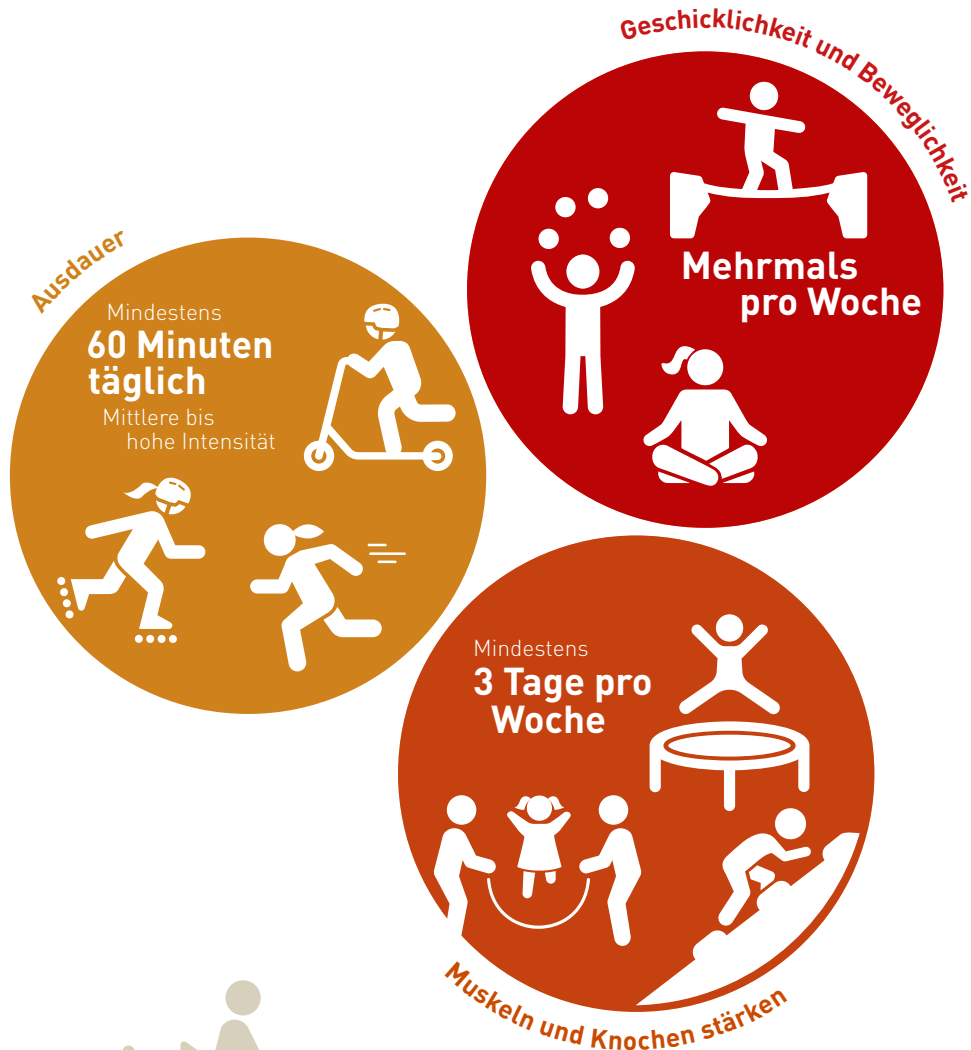 Geschicklichkeit und Beweglichkeit
Mehrmals
pro Woche
Ausdauer
Mindestens
60 Minuten
täglich
Mittlere bis
hohe Intensität
Mindestens
3 Tage pro
Woche
Muskeln und Knochen stärken